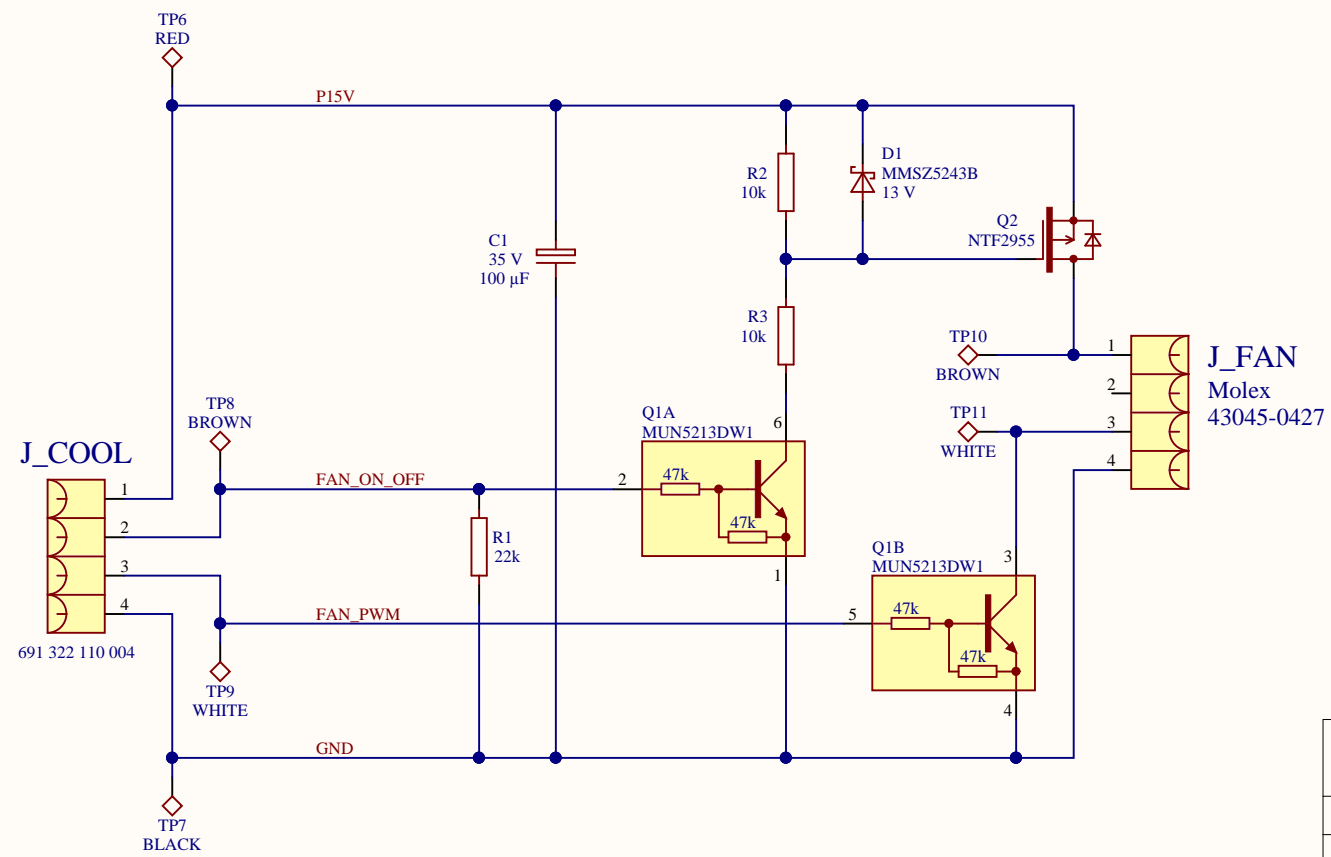 TP6
RED
P15V
D1
MMSZ5243B
13 V
R2
10k
Q2
NTF2955
C1
35 V
100 µF
R3
10k
TP10
BROWN
1
2
3
4
J_FAN
Molex
43045-0427
TP11
WHITE
TP8
BROWN
J_COOL
1
2
3
4
691 322 110 004
FAN_ON_OFF
R1
22k
Q1A
MUN5213DW1
6
2
47k
47k
1
Q1B
MUN5213DW1
3
5
47k
47k
4
FAN_PWM
TP9
WHITE
GND
TP7
BLACK